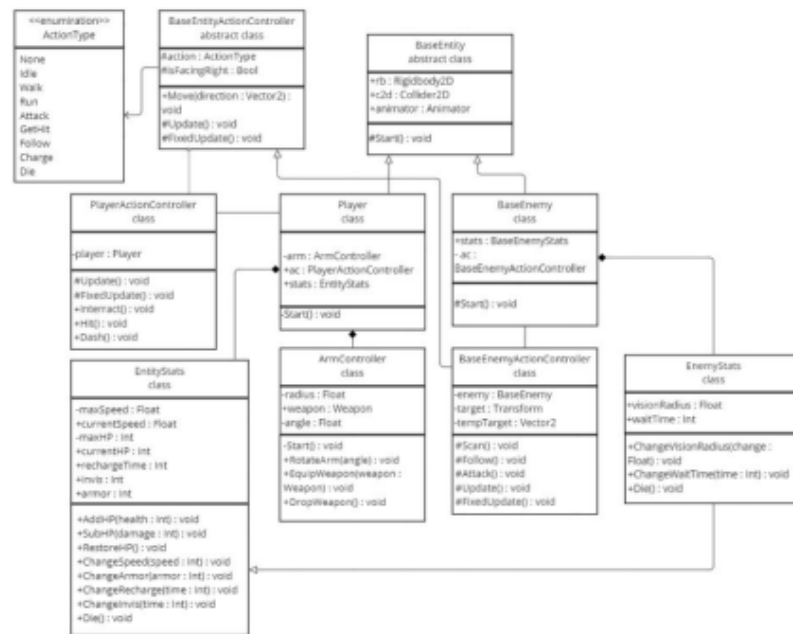 <<enumiration>>
ActionType
None
Idle
Walk
Run
Attack
GetHit
Follow
Charge
Die
BaseEntityActionController
abstract class
#action : ActionType
#isFacingRight : Bool
+Move(direction : Vector2) :
void
#Update() : void
#FixedUpdate() : void
BaseEntity
abstract class
+rb : Rigidbody2D
+c2d : Collider2D
+animator : Animator
#Start() : void
PlayerActionController
class
-player : Player
#Update() : void
#FixedUpdate() : void
+Interract() : void
+Hit() : void
+Dash() : void
Player
class
-arm : ArmController
+ac : PlayerActionController
+stats : EntityStats
-Start() : void
BaseEnemy
class
+stats : BaseEnemyStats
- ac :
BaseEnemyActionController
#Start() : void
EntityStats
class
-maxSpeed : Float
+currentSpeed : Float
-maxHP : Int
+currentHP : Int
+rechargeTime : Int
+invis : Int
+armor : Int
+AddHP(health : Int) : void
+SubHP(damage : Int) : void
+RestoreHP() : void
+ChangeSpeed(speed : Int) : void
+ChangeArmor(armor : Int) : void
+ChangeRecharge(time : Int) : void
+ChangeInvis(time : Int) : void
+Die() : void
ArmController
class
-radius : Float
+weapon : Weapon
-angle : Float
-Start() : void
+RotateArm(angle) : void
+EquipWeapon(weapon :
Weapon) : void
+DropWeapon() : void
BaseEnemyActionController
class
-enemy : BaseEnemy
-target : Transform
-tempTarget : Vector2
#Scan() : void
#Follow() : void
#Attack() : void
#Update() : void
#FixedUpdate() : void
EnemyStats
class
+visionRadius : Float
+waitTime : Int
+ChangeVisionRadius(change :
Float) : void
+ChangeWaitTime(time : Int) : void
+Die() : void